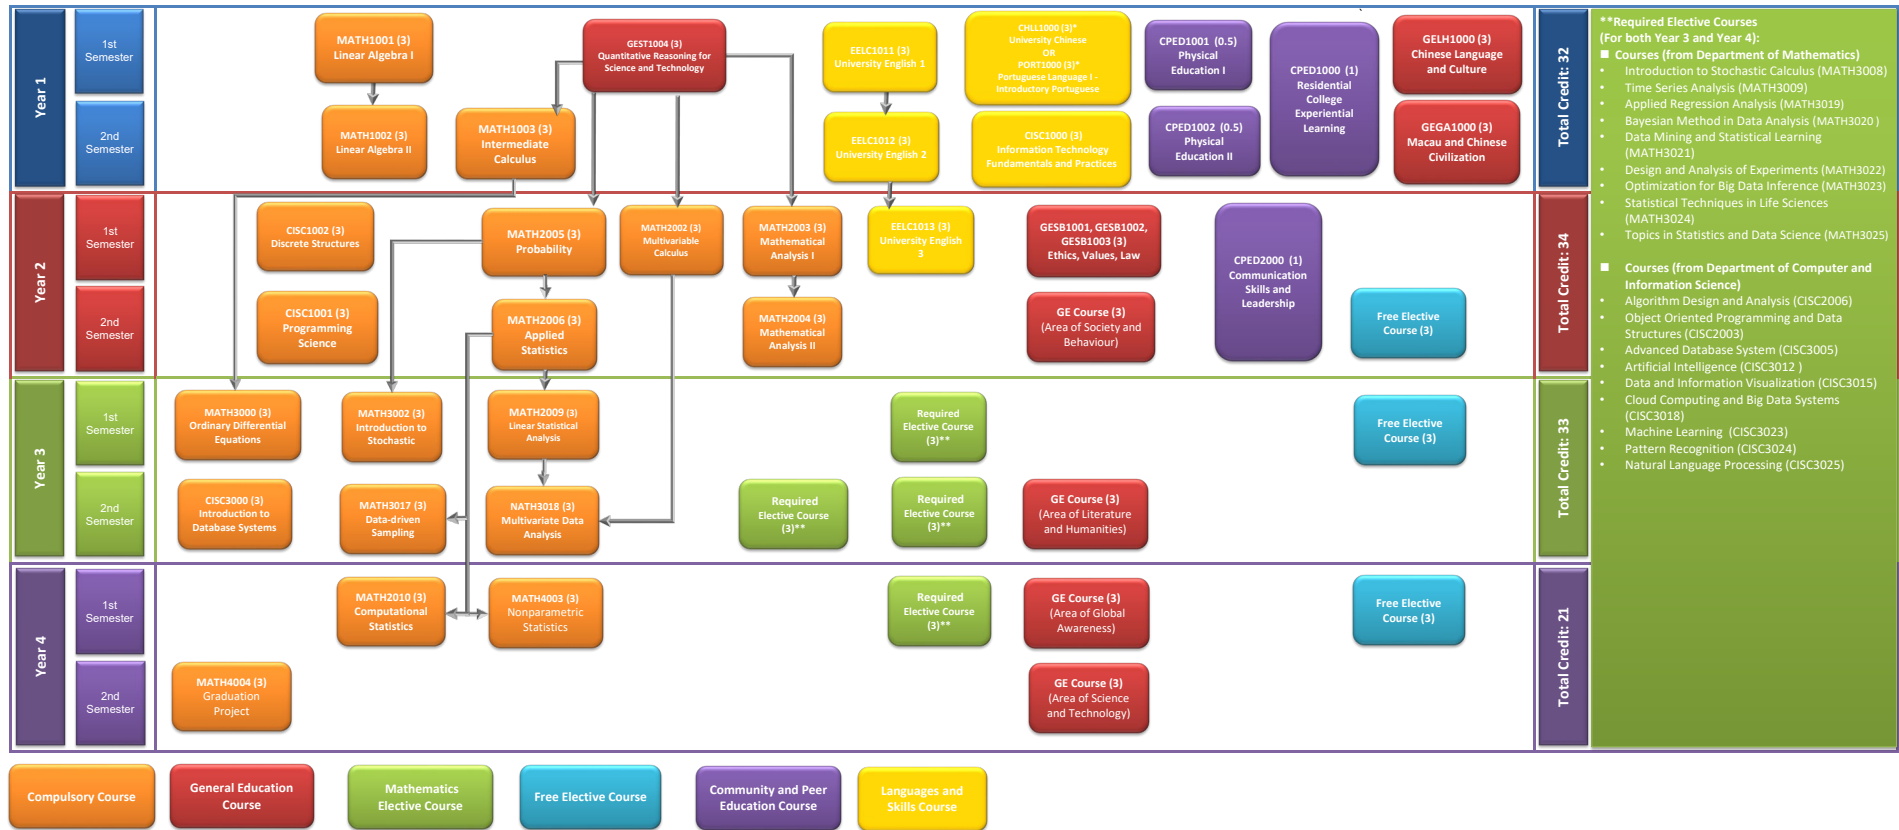 Year 1
1st
Semester
2nd
Semester
MATH1001 (3)
Linear Algebra I
GEST1004 (3)
Quantitative Reasoning for
Science and Technology
EELC1011 (3)
University English 1
CHLL1000 (3)*
University Chinese
OR
PORT1000 (3)*
Portuguese Language I -
Introductory Portuguese
CPED1001 (0.5)
Physical
Education I
CPED1000 (1)
Residential
College
Experiential
Learning
GELH1000 (3)
Chinese Language
and Culture
MATH1002 (3)
Linear Algebra II
MATH1003 (3)
Intermediate
Calculus
EELC1012 (3)
University English 2
CISC1000 (3)
Information Technology
Fundamentals and Practices
CPED1002 (0.5)
Physical
Education II
GEGA1000 (3)
Macau and Chinese
Civilization
Total Credit: 32
Year 2
1st
Semester
2nd
Semester
CISC1002 (3)
Discrete Structures
MATH2005 (3)
Probability
MATH2002 (3)
Multivariable
Calculus
MATH2003 (3)
Mathematical
Analysis I
EELC1013 (3)
University English
3
GESB1001, GESB1002,
GESB1003 (3)
Ethics, Values, Law
CPED2000 (1)
Communication
Skills and
Leadership
CISC1001 (3)
Programming
Science
MATH2006 (3)
Applied
Statistics
MATH2004 (3)
Mathematical
Analysis II
GE Course (3)
(Area of Society and
Behaviour)
Free Elective
Course (3)
Total Credit: 34
Year 3
1st
Semester
2nd
Semester
MATH3000 (3)
Ordinary Differential
Equations
MATH3002 (3)
Introduction to
Stochastic
MATH2009 (3)
Linear Statistical
Analysis
Required
Elective Course
(3)**
Free Elective
Course (3)
CISC3000 (3)
Introduction to
Database Systems
MATH3017 (3)
Data-driven
Sampling
NATH3018 (3)
Multivariate Data
Analysis
Required
Elective Course
(3)**
Required
Elective Course
(3)**
GE Course (3)
(Area of Literature
and Humanities)
Total Credit: 33
Year 4
1st
Semester
2nd
Semester
MATH2010 (3)
Computational
Statistics
MATH4003 (3)
Nonparametric
Statistics
Required
Elective Course
(3)**
GE Course (3)
(Area of Global
Awareness)
Free Elective
Course (3)
MATH4004 (3)
Graduation
Project
GE Course (3)
(Area of Science
and Technology)
Total Credit: 21
**Required Elective Courses
(For both Year 3 and Year 4):
■ Courses (from Department of Mathematics)
• Introduction to Stochastic Calculus (MATH3008)
• Time Series Analysis (MATH3009)
• Applied Regression Analysis (MATH3019)
• Bayesian Method in Data Analysis (MATH3020 )
• Data Mining and Statistical Learning
(MATH3021)
• Design and Analysis of Experiments (MATH3022)
• Optimization for Big Data Inference (MATH3023)
• Statistical Techniques in Life Sciences
(MATH3024)
• Topics in Statistics and Data Science (MATH3025)
■ Courses (from Department of Computer and
Information Science)
• Algorithm Design and Analysis (CISC2006)
• Object Oriented Programming and Data
Structures (CISC2003)
• Advanced Database System (CISC3005)
• Artificial Intelligence (CISC3012 )
• Data and Information Visualization (CISC3015)
• Cloud Computing and Big Data Systems
(CISC3018)
• Machine Learning (CISC3023)
• Pattern Recognition (CISC3024)
• Natural Language Processing (CISC3025)
Compulsory Course
General Education
Course
Mathematics
Elective Course
Free Elective Course
Community and Peer
Education Course
Languages and
Skills Course